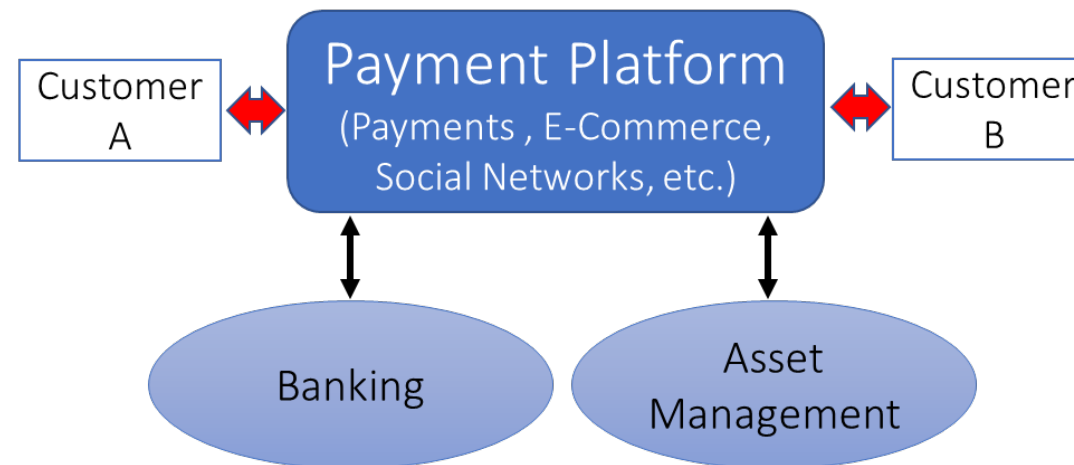 Payment Platform
(Payments , E-Commerce,
Social Networks, etc.)
Customer
A
Customer
B
Banking
Asset
Management